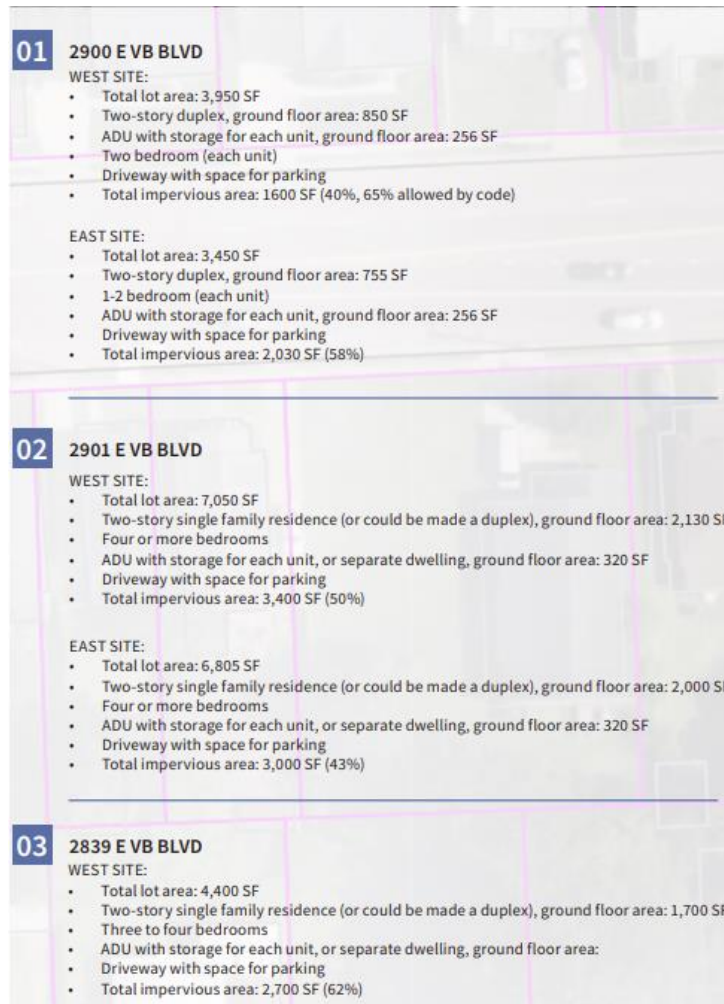 01 2900 E VB BLVD
WEST SITE:
• Total lot area: 3,950 SF
• Two-story duplex, ground floor area: 850 SF
• ADU with storage for each unit, ground floor area: 256 SF
• Two bedroom (each unit)
• Driveway with space for parking
• Total impervious area: 1600 SF (40%, 65% allowed by code)
EAST SITE:
• Total lot area: 3,450 SF
• Two-story duplex, ground floor area: 755 SF
• 1-2 bedroom (each unit)
• ADU with storage for each unit, ground floor area: 256 SF
• Driveway with space for parking
• Total impervious area: 2,030 SF (58%)
02 2901 E VB BLVD
WEST SITE:
• Total lot area: 7,050 SF
• Two-story single family residence (or could be made a duplex), ground floor area: 2,130 SF
• Four or more bedrooms
• ADU with storage for each unit, or separate dwelling, ground floor area: 320 SF
• Driveway with space for parking
• Total impervious area: 3,400 SF (50%)
EAST SITE:
• Total lot area: 6,805 SF
• Two-story single family residence (or could be made a duplex), ground floor area: 2,000 SF
• Four or more bedrooms
• ADU with storage for each unit, or separate dwelling, ground floor area: 320 SF
• Driveway with space for parking
• Total impervious area: 3,000 SF (43%)
03 2839 E VB BLVD
WEST SITE:
• Total lot area: 4,400 SF
• Two-story single family residence (or could be made a duplex), ground floor area: 1,700 SF
• Three to four bedrooms
• ADU with storage for each unit, or separate dwelling, ground floor area:
• Driveway with space for parking
• Total impervious area: 2,700 SF (62%)